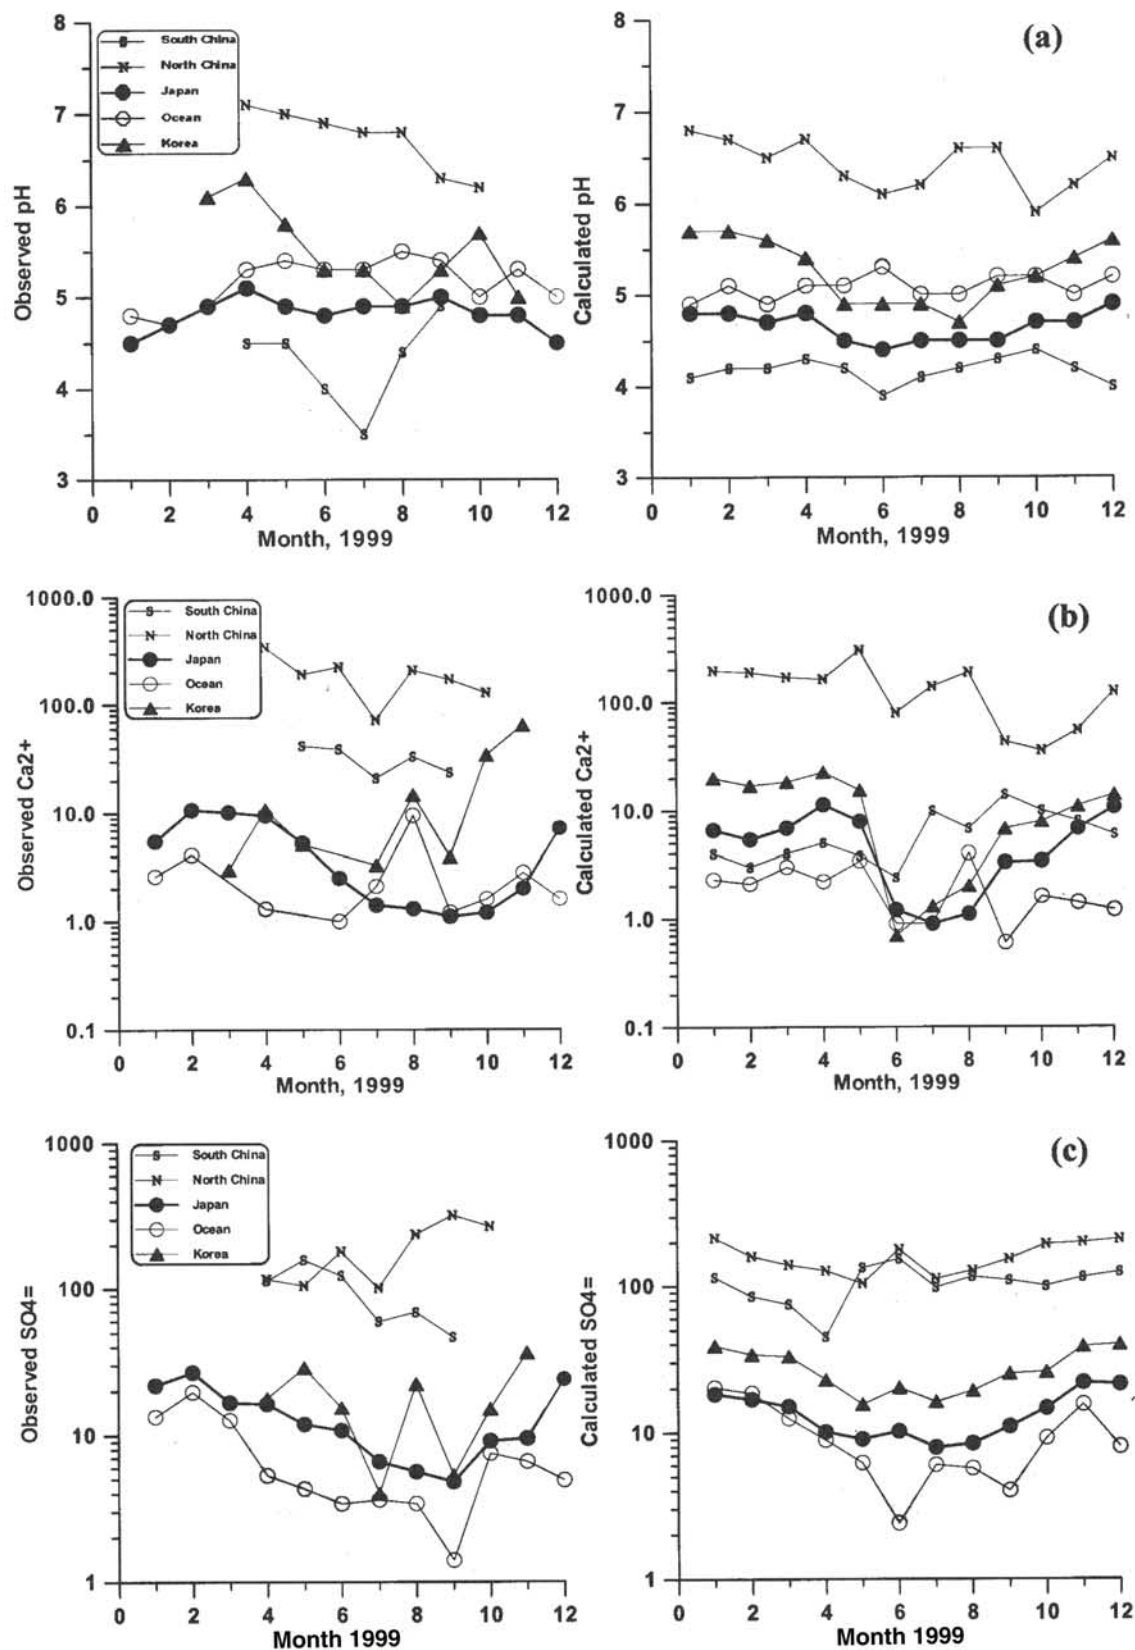 8
7
6
5
4
3
Observed pH
South China
North China
Japan
Ocean
Korea
0 2 4 6 8 10 12
Month, 1999
(a)
8
7
6
5
4
3
Calculated pH
0 2 4 6 8 10 12
Month, 1999
1000.0
100.0
10.0
1.0
0.1
Observed Ca2+
South China
North China
Japan
Ocean
Korea
0 2 4 6 8 10 12
Month, 1999
(b)
1000.0
100.0
10.0
1.0
0.1
Calculated Ca2+
0 2 4 6 8 10 12
Month, 1999
1000
100
10
1
Observed SO4=
South China
North China
Japan
Ocean
Korea
0 2 4 6 8 10 12
Month 1999
(c)
1000
100
10
1
Calculated SO4=
0 2 4 6 8 10 12
Month 1999